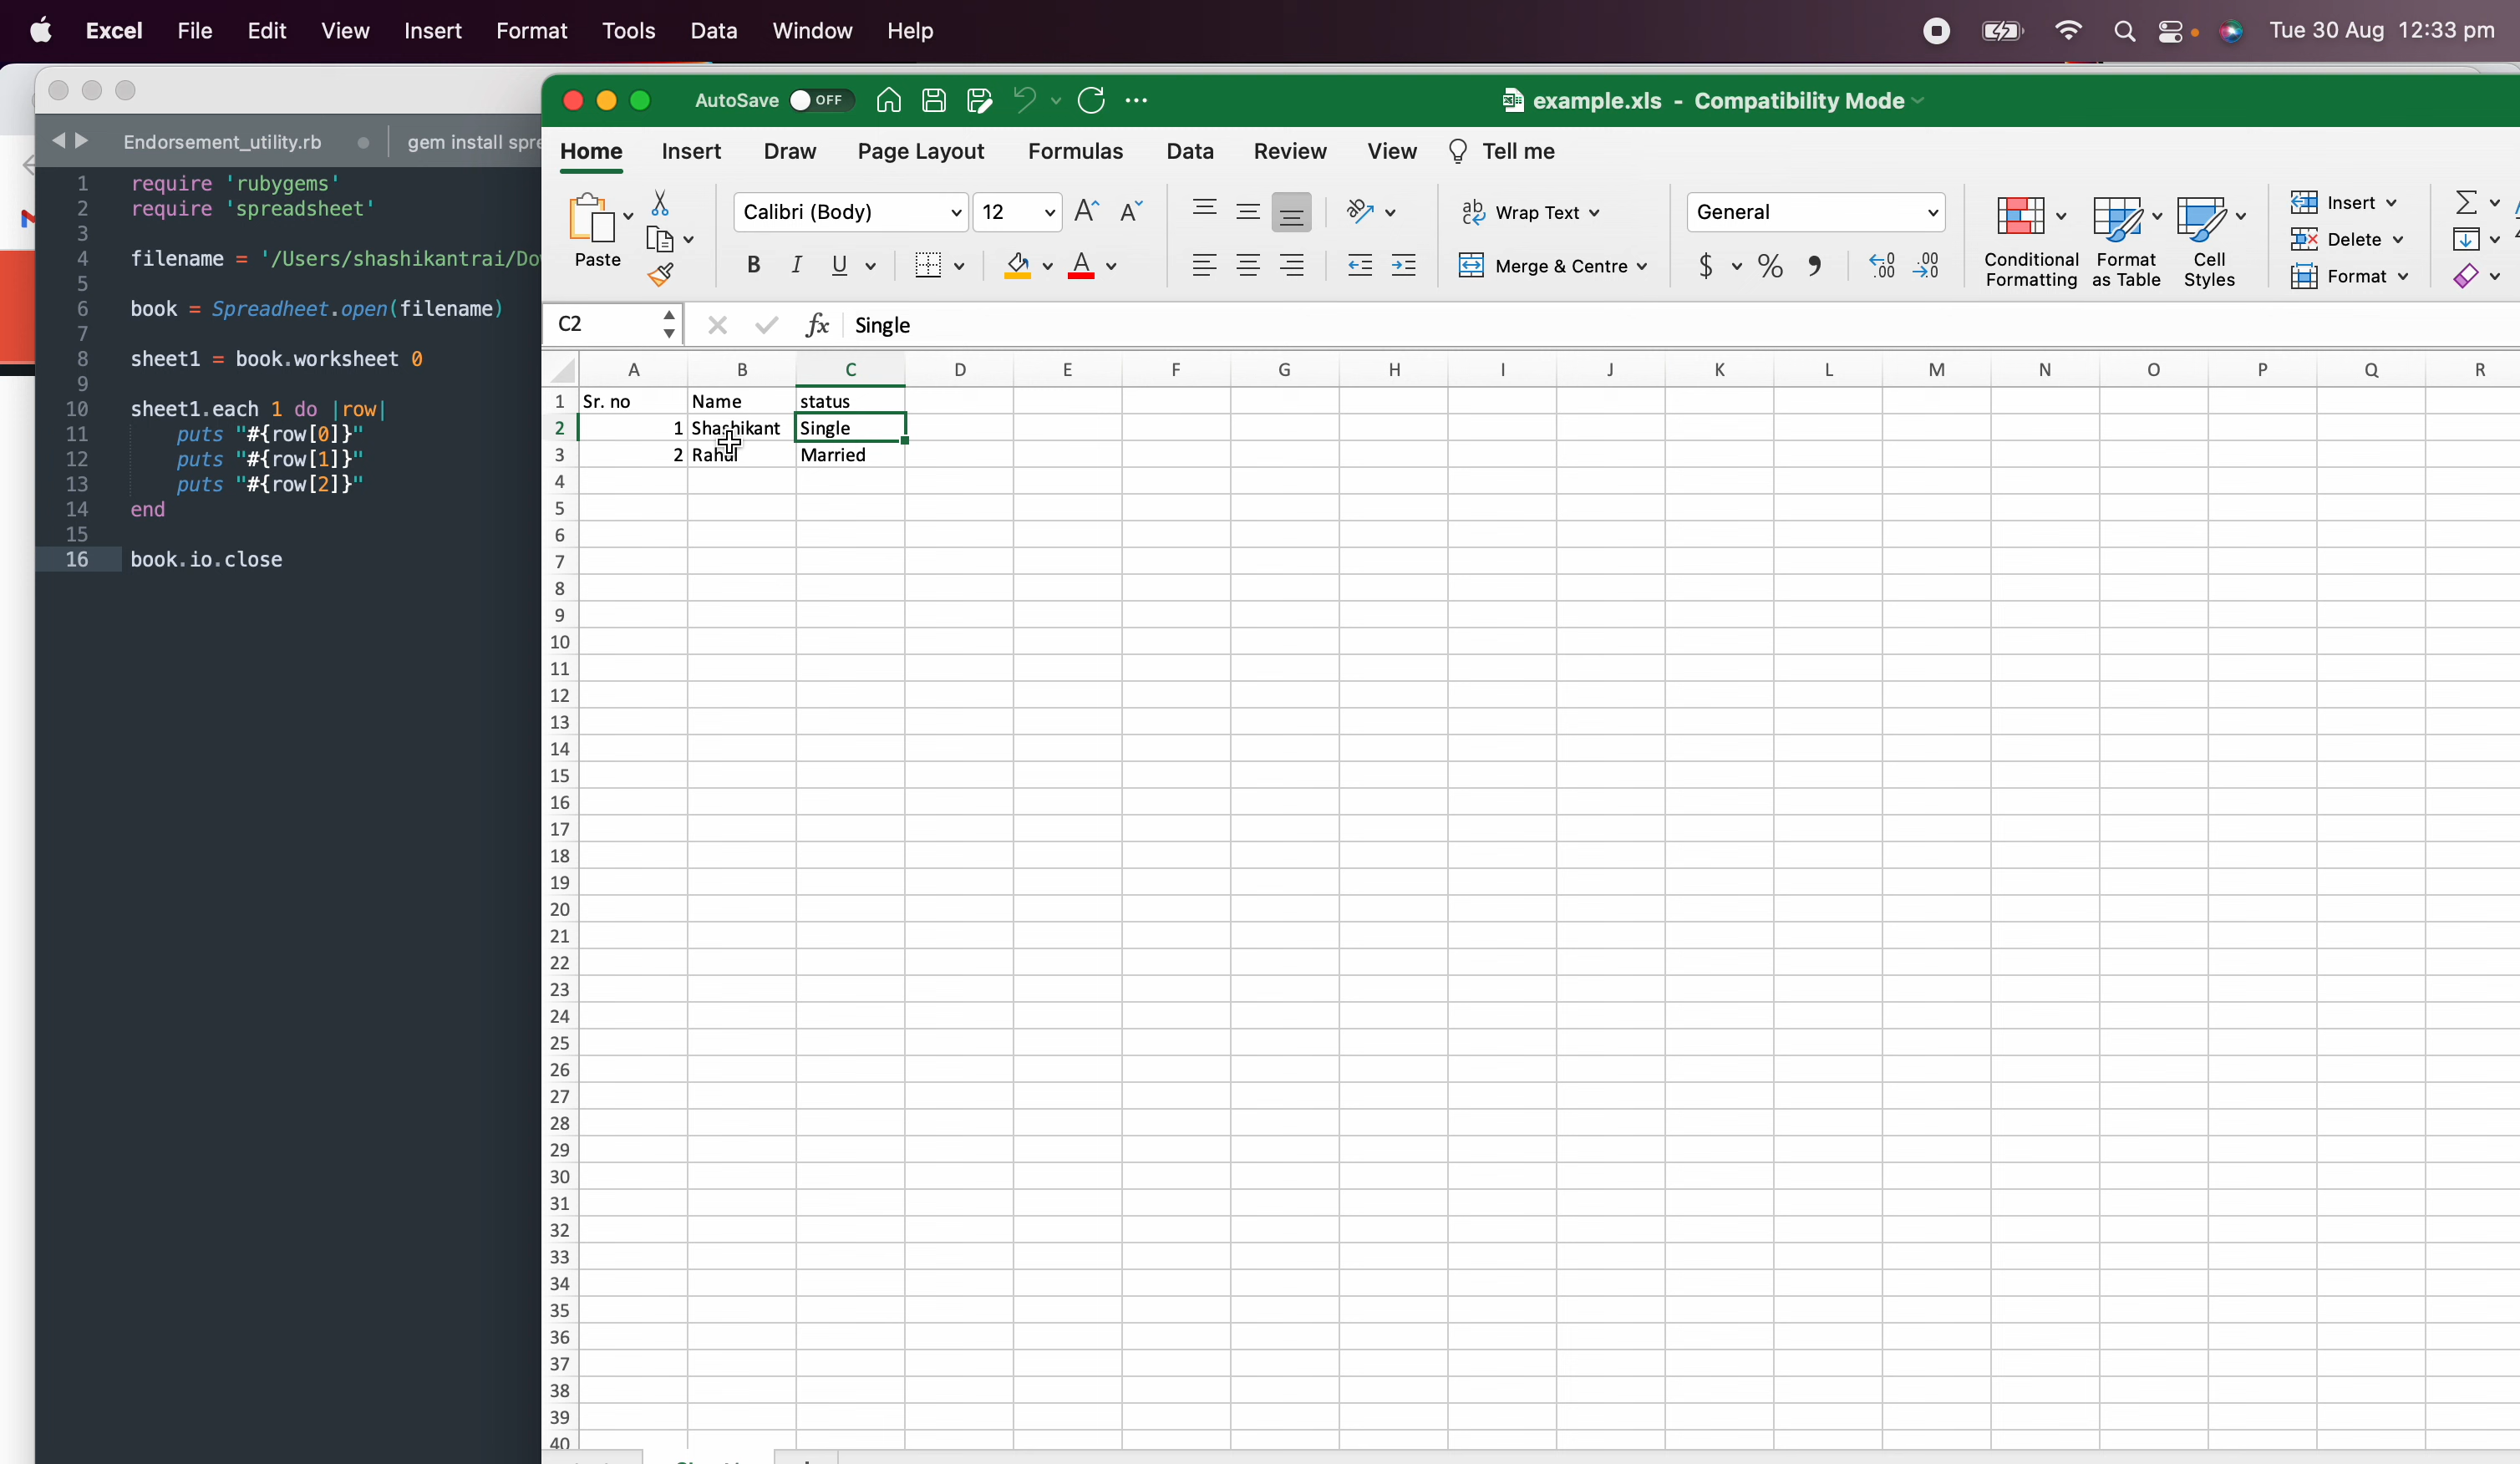 Excel File Edit View Insert Format Tools Data Window Help Tue 30 Aug 12:33 pm
AutoSave OFF example.xls - Compatibility Mode
Endorsement_utility.rb gem install spre
Home Insert Draw Page Layout Formulas Data Review View Tell me
Paste
Calibri (Body) 12
B I U A
ab Wrap Text
Merge & Centre
General
$ %
Conditional Formatting
Format as Table
Cell Styles
Insert
Delete
Format
C2 fx Single
A B C D E F G H I J K L M N O P Q R
1 Sr. no Name status
2 1 Shashikant Single
3 2 Rahul Married
4
5
6
7
8
9
10
11
12
13
14
15
16
17
18
19
20
21
22
23
24
25
26
27
28
29
30
31
32
33
34
35
36
37
38
39
40
1 require 'rubygems'
2 require 'spreadsheet'
3
4 filename = '/Users/shashikantrai/Do
5
6 book = Spreadheet.open(filename)
7
8 sheet1 = book.worksheet 0
9
10 sheet1.each 1 do |row|
11 puts "#{row[0]}"
12 puts "#{row[1]}"
13 puts "#{row[2]}"
14 end
15
16 book.io.close